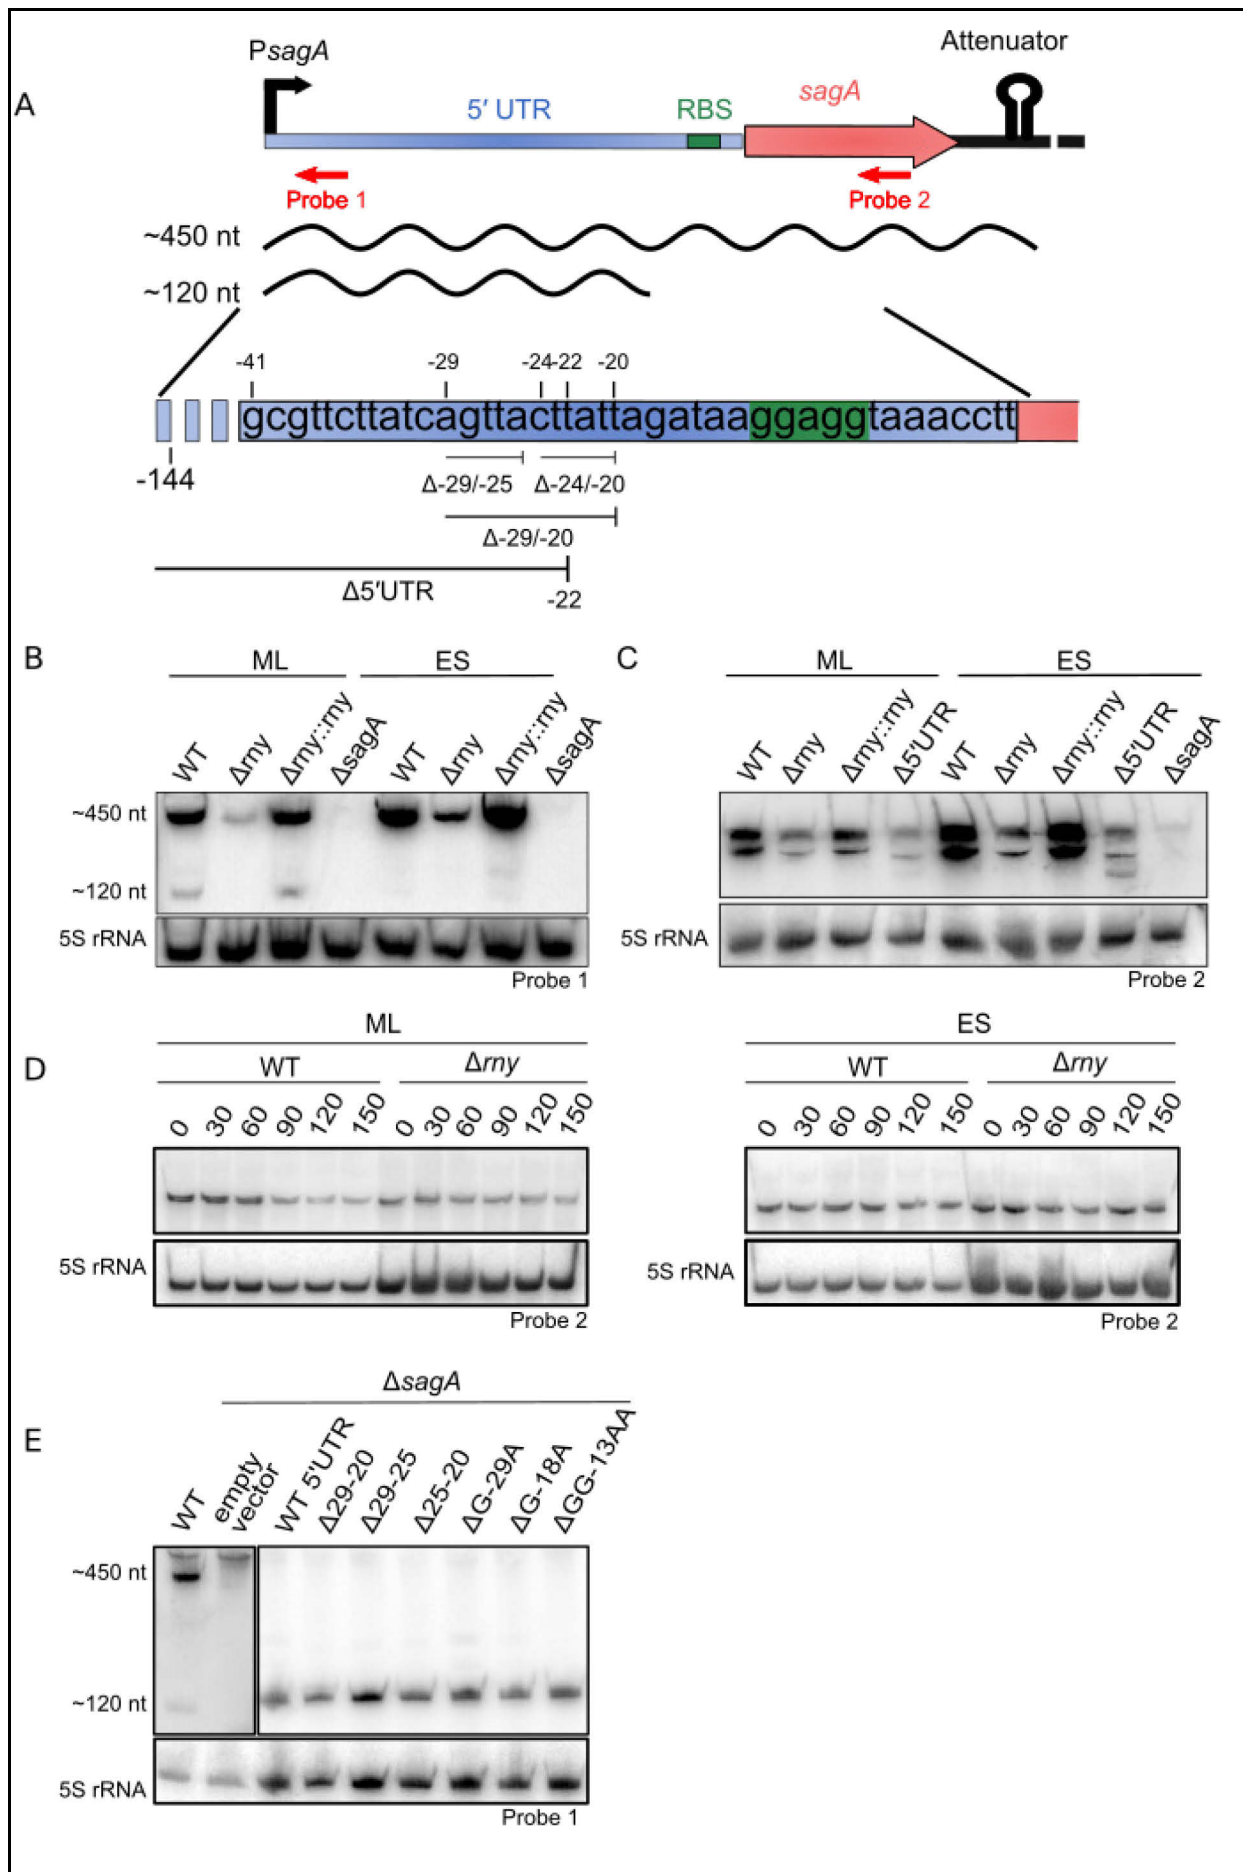 A
PsagA
5′ UTR
RBS
sagA
Attenuator
Probe 1
Probe 2
~450 nt
~120 nt
-41
-29
-24
-22
-20
gcgttcttatcagttacttattagataaggaggtaaacctt
-144
Δ-29/-25
Δ-24/-20
Δ-29/-20
Δ5′UTR
-22
B
ML
ES
WT
Δrny
Δrny::rny
ΔsagA
WT
Δrny
Δrny::rny
ΔsagA
~450 nt
~120 nt
5S rRNA
Probe 1
C
ML
ES
WT
Δrny
Δrny::rny
Δ5'UTR
WT
Δrny
Δrny::rny
Δ5'UTR
ΔsagA
5S rRNA
Probe 2
D
ML
WT
Δrny
0 30 60 90 120 150 0 30 60 90 120 150
5S rRNA
Probe 2
ES
WT
Δrny
0 30 60 90 120 150 0 30 60 90 120 150
5S rRNA
Probe 2
E
ΔsagA
WT
empty
vector
WT 5'UTR
Δ29-20
Δ29-25
Δ25-20
ΔG-29A
ΔG-18A
ΔGG-13AA
~450 nt
~120 nt
5S rRNA
Probe 1